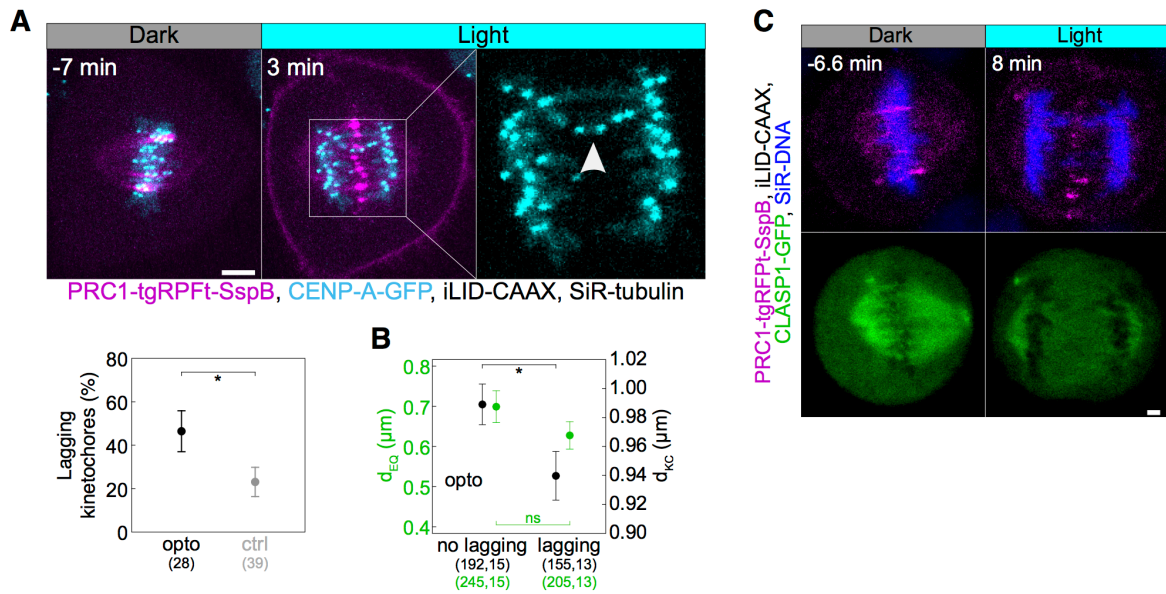 A
Dark
Light
-7 min
3 min
PRC1-tgRPFt-SspB, CENP-A-GFP, iLID-CAAX, SiR-tubulin
Lagging
kinetochores (%)
80
60
40
20
0
*
opto
ctrl
(28)
(39)
B
d_EQ (µm)
0.8
0.7
0.6
0.5
0.4
*
opto
ns
1.02
1.00
0.98
0.96
0.94
0.92
0.90
d_KC (µm)
no lagging
lagging
(192,15)
(155,13)
(245,15)
(205,13)
C
Dark
Light
-6.6 min
8 min
PRC1-tgRFPt-SspB, iLID-CAAX,
CLASP1-GFP, SiR-DNA